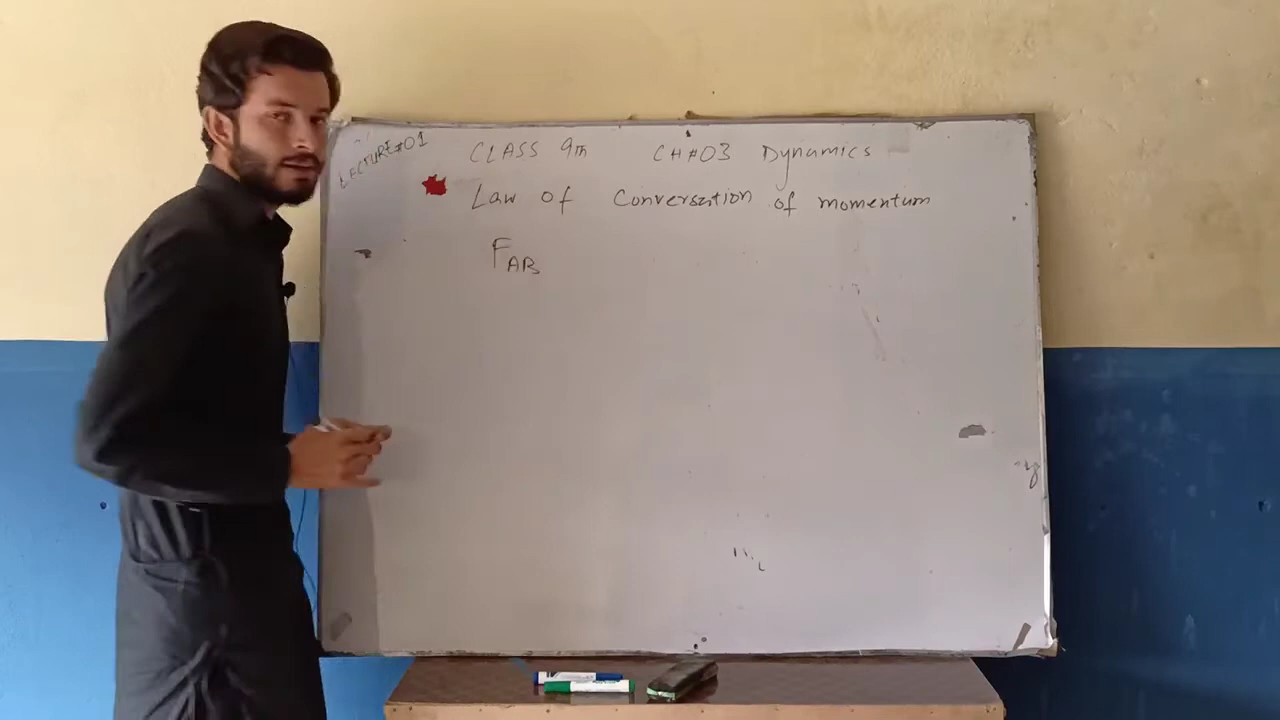 LECTURE#01
CLASS 9th CH#03 Dynamics
Law of Conversation of momentum
FAB